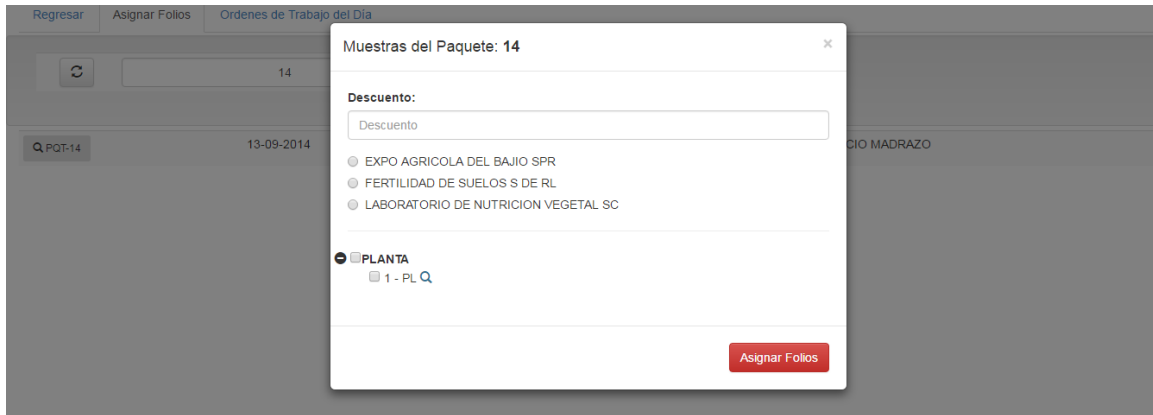 Regresar Asignar Folios Ordenes de Trabajo del Día
Muestras del Paquete: 14 ×
14
Descuento:
Descuento
PQT-14 13-09-2014 CIO MADRAZO
EXPO AGRICOLA DEL BAJIO SPR
FERTILIDAD DE SUELOS S DE RL
LABORATORIO DE NUTRICION VEGETAL SC
PLANTA
1 - PL
Asignar Folios